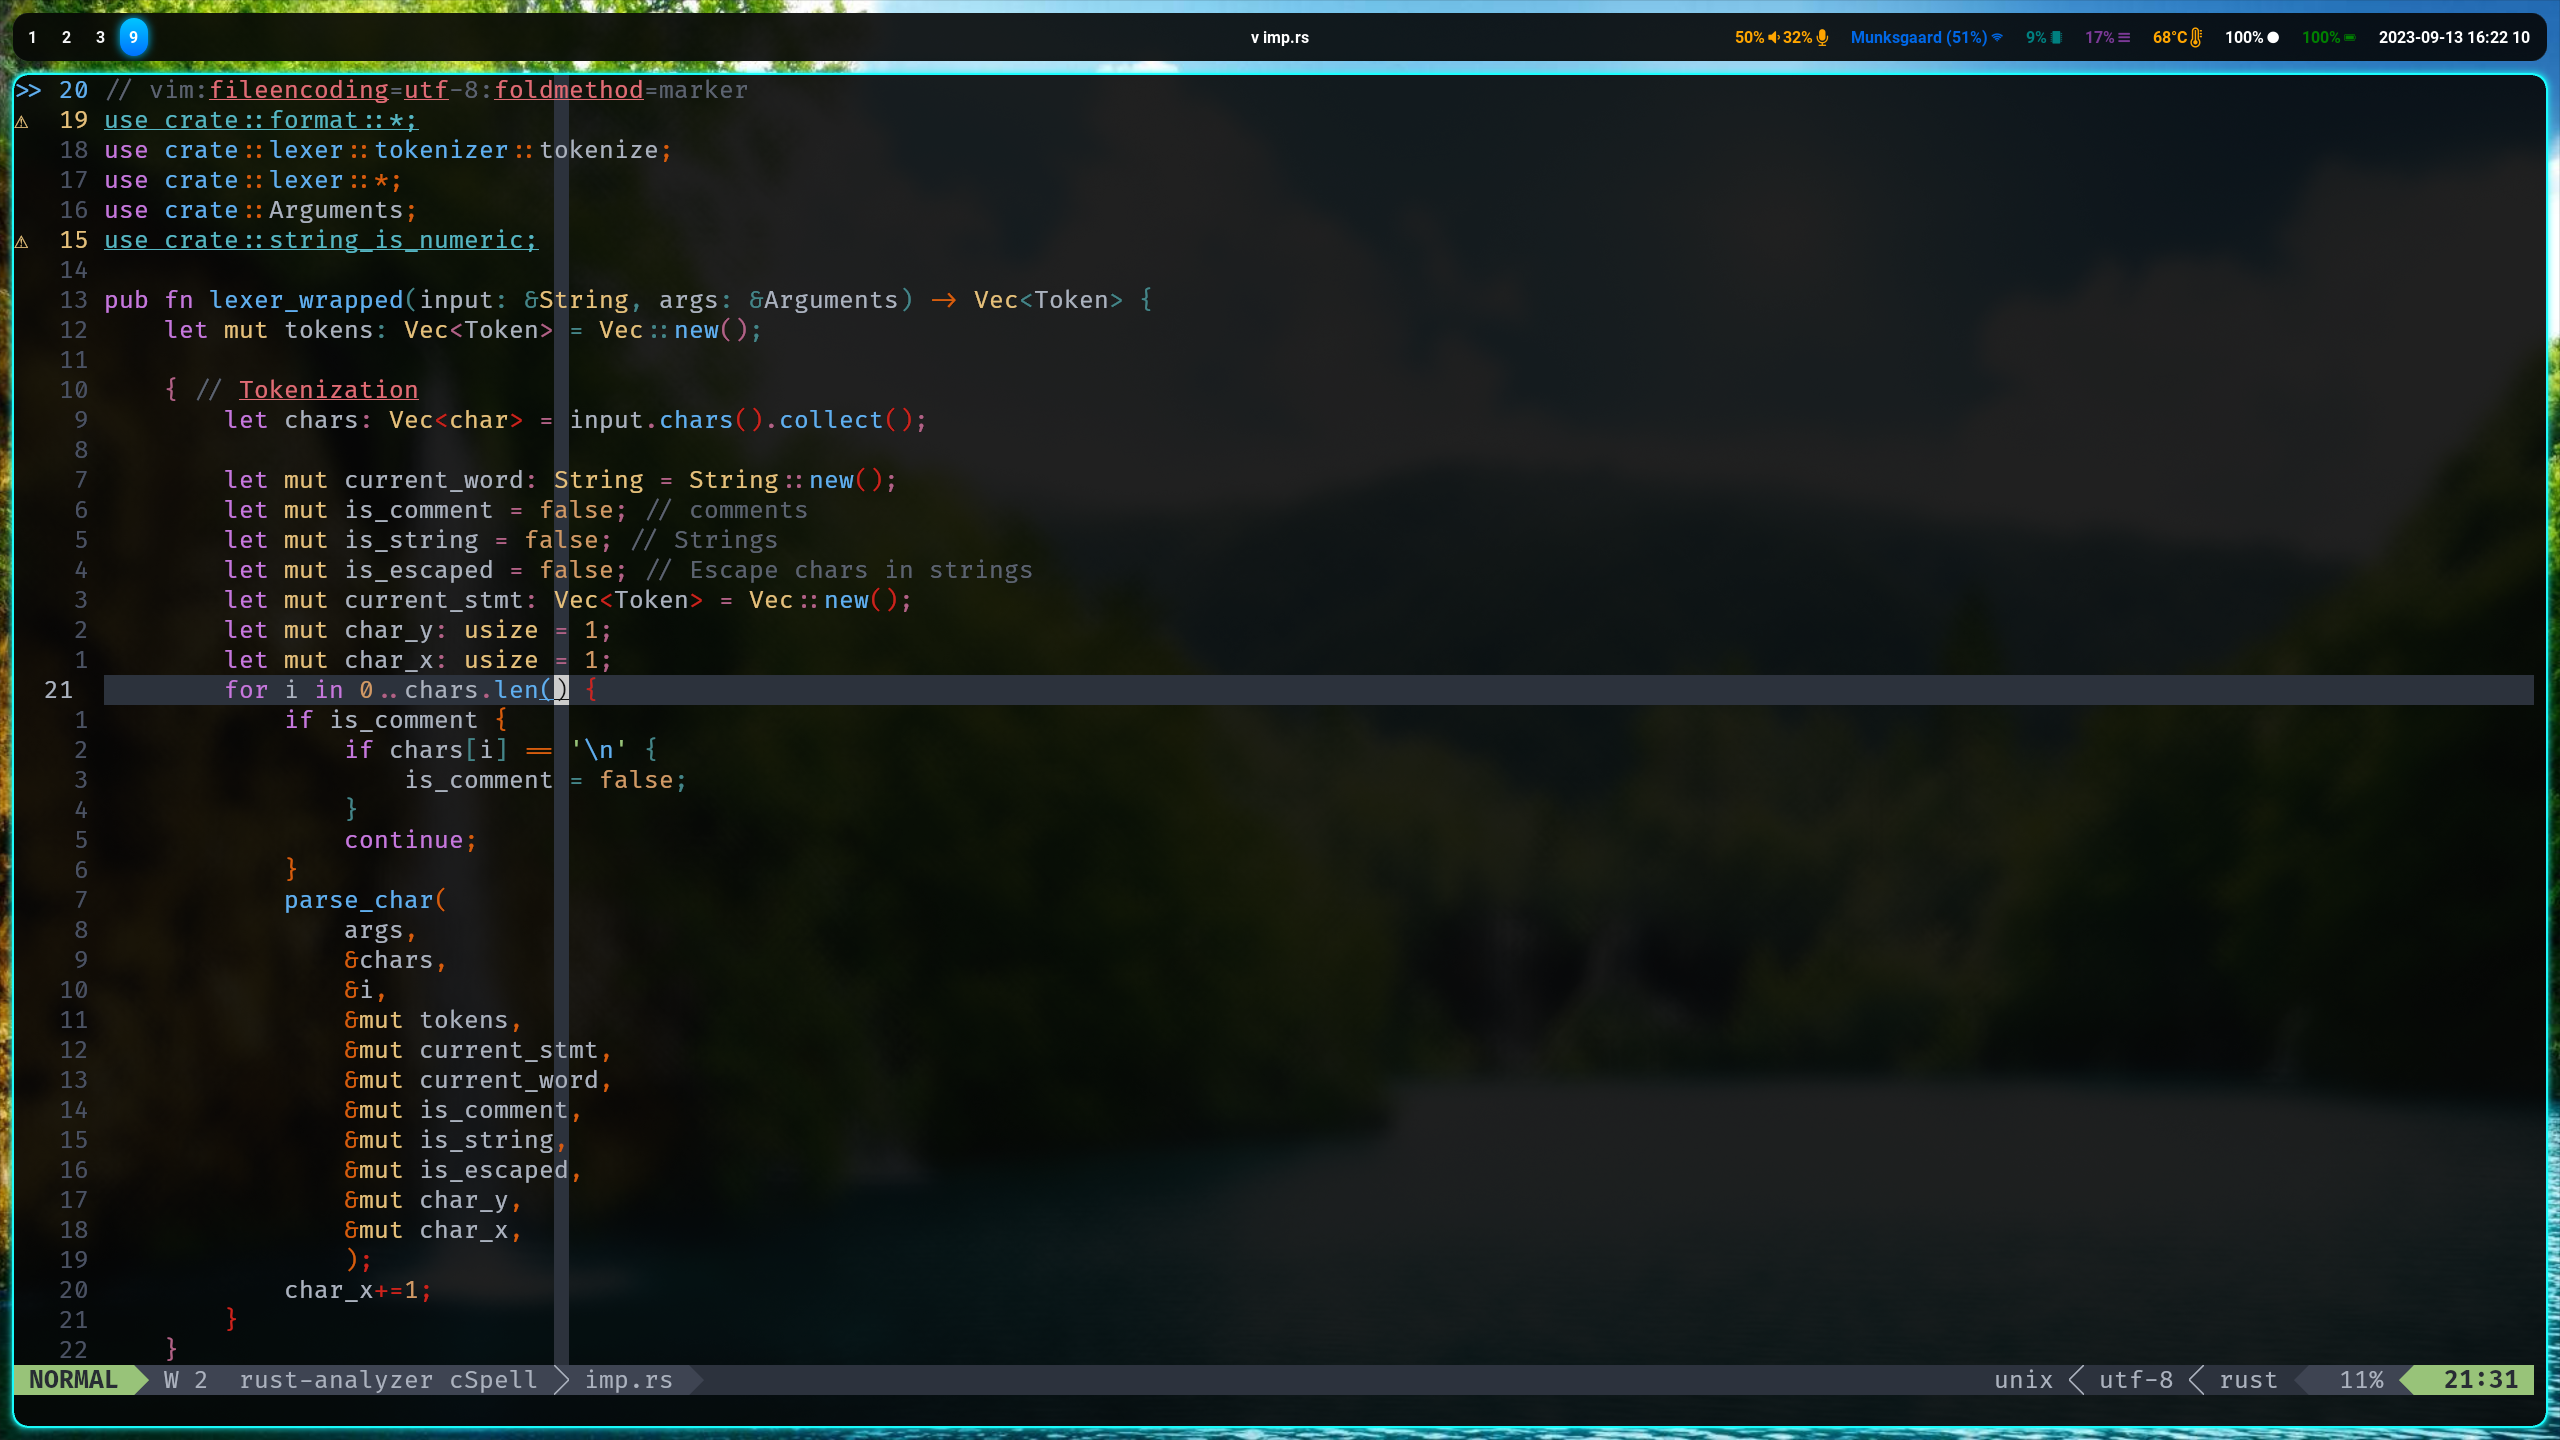 1 2 3 9 v imp.rs 50% 32% Munksgaard (51%) 9% 17% 68°C 100% 100% 2023-09-13 16:22 10
>> 20 // vim:fileencoding=utf-8:foldmethod=marker
⚠ 19 use crate::format::*;
18 use crate::lexer::tokenizer::tokenize;
17 use crate::lexer::*;
16 use crate::Arguments;
⚠ 15 use crate::string_is_numeric;
14
13 pub fn lexer_wrapped(input: &String, args: &Arguments) -> Vec<Token> {
12     let mut tokens: Vec<Token> = Vec::new();
11
10     { // Tokenization
9         let chars: Vec<char> = input.chars().collect();
8
7         let mut current_word: String = String::new();
6         let mut is_comment = false; // comments
5         let mut is_string = false; // Strings
4         let mut is_escaped = false; // Escape chars in strings
3         let mut current_stmt: Vec<Token> = Vec::new();
2         let mut char_y: usize = 1;
1         let mut char_x: usize = 1;
21         for i in 0..chars.len() {
1             if is_comment {
2                 if chars[i] == '\n' {
3                     is_comment = false;
4                 }
5                 continue;
6             }
7             parse_char(
8                 args,
9                 &chars,
10                 &i,
11                 &mut tokens,
12                 &mut current_stmt,
13                 &mut current_word,
14                 &mut is_comment,
15                 &mut is_string,
16                 &mut is_escaped,
17                 &mut char_y,
18                 &mut char_x,
19                 );
20             char_x+=1;
21         }
22     }
NORMAL W 2 rust-analyzer cSpell imp.rs unix utf-8 rust 11% 21:31